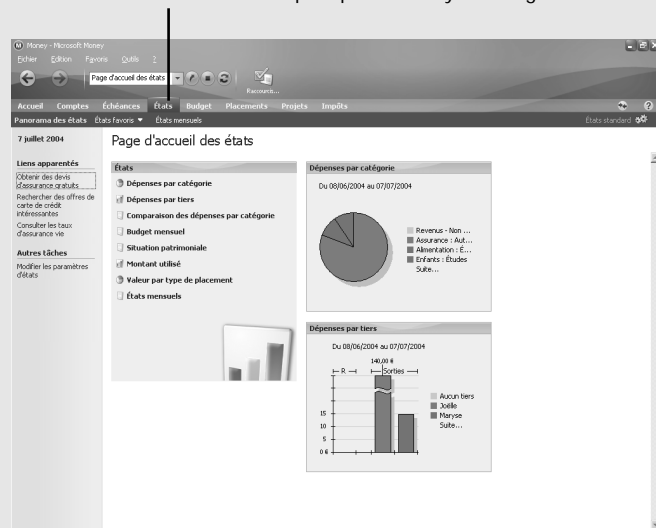 Money - Microsoft Money
Fichier Edition Favoris Outils ?
Page d'accueil des états
Raccourcis...
Accueil Comptes Échéances États Budget Placements Projets Impôts
Panorama des états États favoris États mensuels États standard
7 juillet 2004
Page d'accueil des états
Liens apparentés
Obtenir des devis
d'assurance gratuits
Rechercher des offres de
carte de crédit
intéressantes
Consulter les taux
d'assurance vie
Autres tâches
Modifier les paramètres
d'états
États
Dépenses par catégorie
Dépenses par tiers
Comparaison des dépenses par catégorie
Budget mensuel
Situation patrimoniale
Montant utilisé
Valeur par type de placement
États mensuels
Dépenses par catégorie
Du 08/06/2004 au 07/07/2004
Revenus - Non ...
Assurance : Aut...
Alimentation : É...
Enfants : Études
Suite...
Dépenses par tiers
Du 08/06/2004 au 07/07/2004
140,00 €
R Sorties
15
10
5
0 €
Aucun tiers
Joëlle
Maryse
Suite...